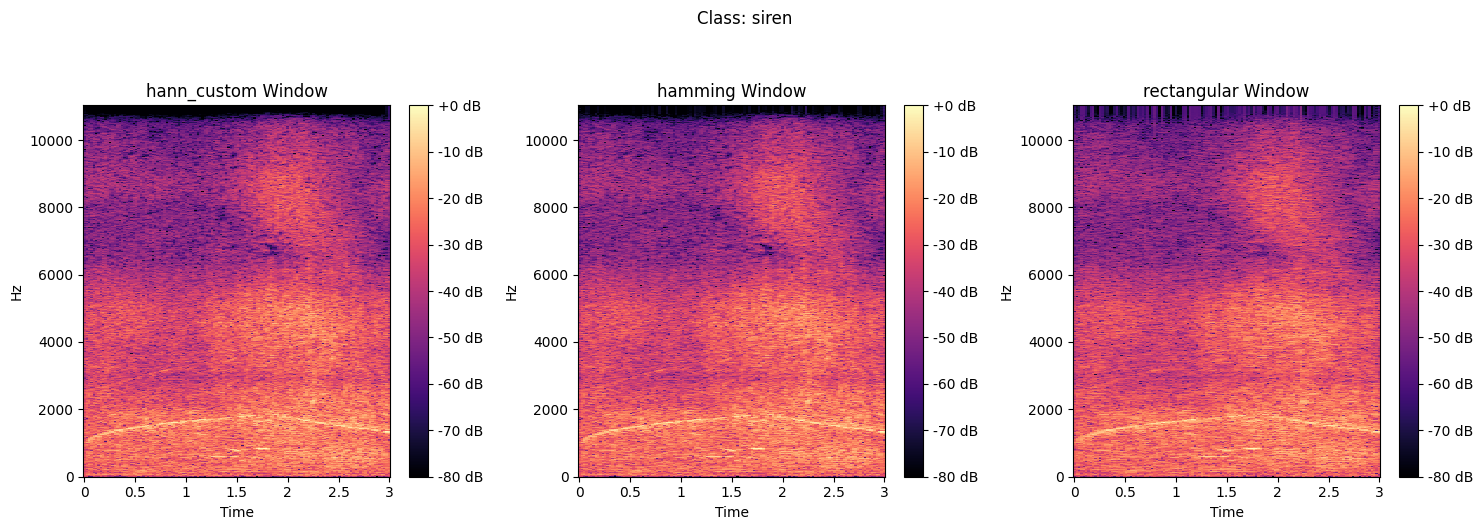 Class: siren
hann_custom Window
10000
8000
6000
4000
2000
0
Hz
0
0.5
1
1.5
2
2.5
3
Time
+0 dB
-10 dB
-20 dB
-30 dB
-40 dB
-50 dB
-60 dB
-70 dB
-80 dB
hamming Window
10000
8000
6000
4000
2000
0
Hz
0
0.5
1
1.5
2
2.5
3
Time
+0 dB
-10 dB
-20 dB
-30 dB
-40 dB
-50 dB
-60 dB
-70 dB
-80 dB
rectangular Window
10000
8000
6000
4000
2000
0
Hz
0
0.5
1
1.5
2
2.5
3
Time
+0 dB
-10 dB
-20 dB
-30 dB
-40 dB
-50 dB
-60 dB
-70 dB
-80 dB